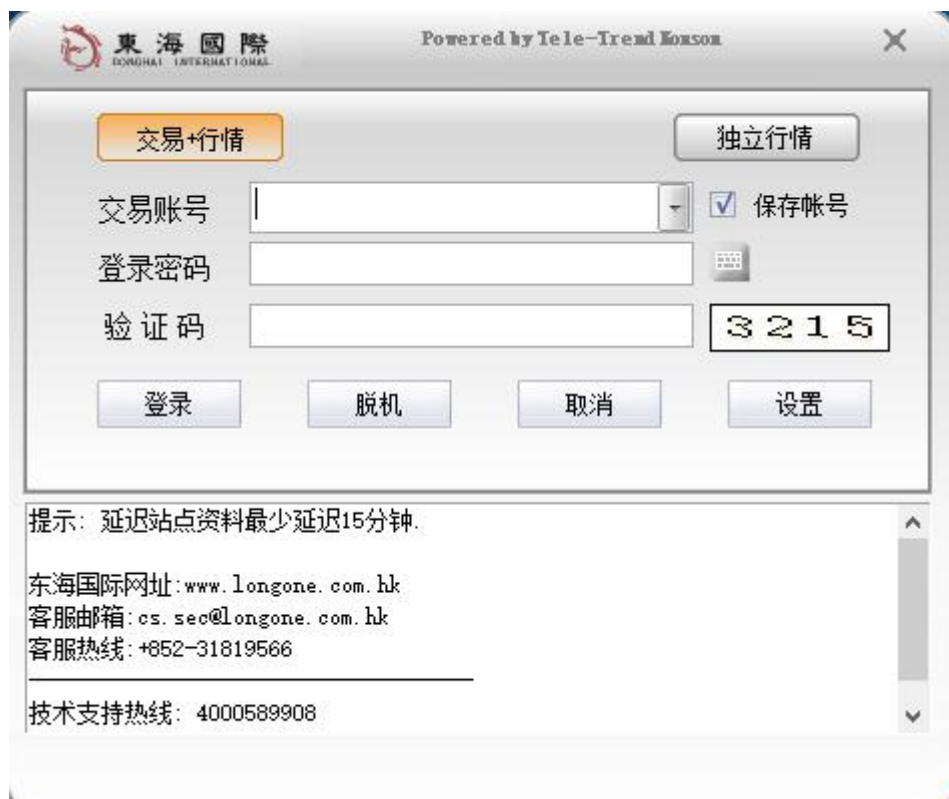 東海國際
DONGHAI INTERNATIONAL
Powered by Tele-Trend Konson
交易+行情
独立行情
交易账号
保存帐号
登录密码
验证码
3215
登录
脱机
取消
设置
提示: 延迟站点资料最少延迟15分钟.
东海国际网址:www.longone.com.hk
客服邮箱:cs.sec@longone.com.hk
客服热线:+852-31819566
技术支持热线: 4000589908